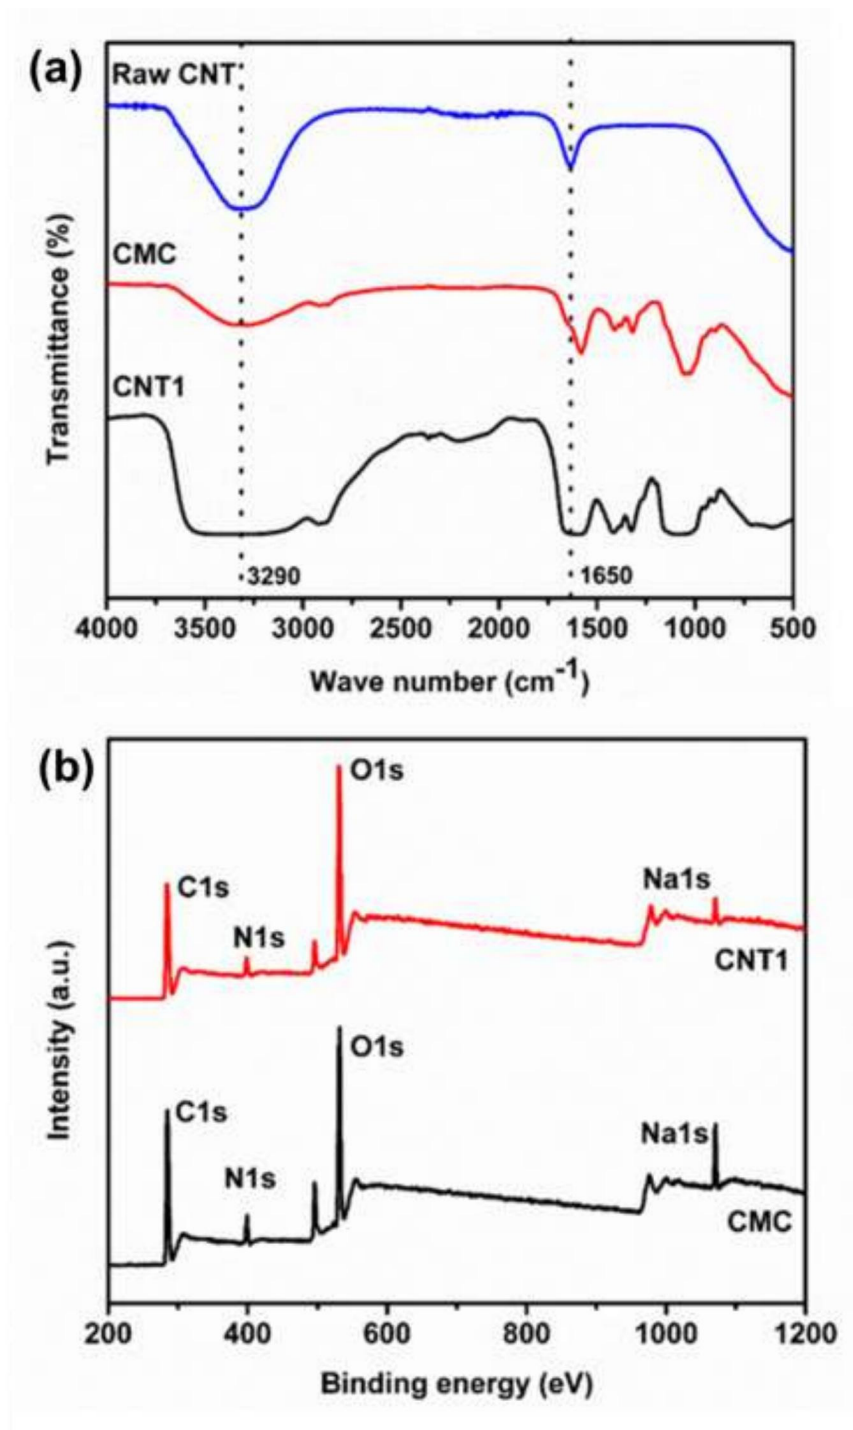 (a)
Raw CNT
CMC
CNT1
3290
1650
Transmittance (%)
4000 3500 3000 2500 2000 1500 1000 500
Wave number (cm-1)
(b)
O1s
C1s
N1s
Na1s
CNT1
O1s
C1s
N1s
Na1s
CMC
Intensity (a.u.)
200 400 600 800 1000 1200
Binding energy (eV)